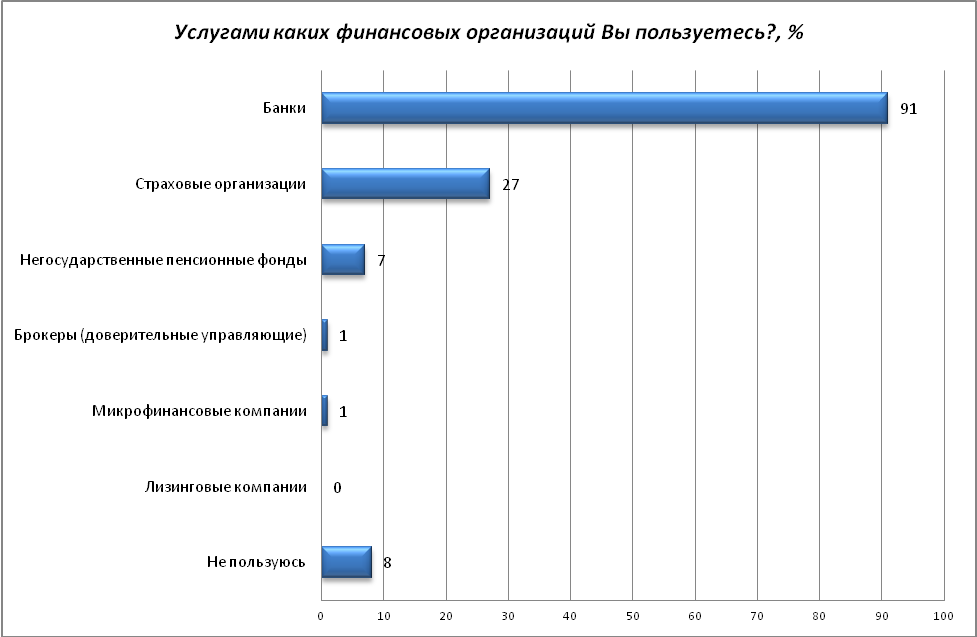 Услугами каких финансовых организаций Вы пользуетесь?, %
Банки 91
Страховые организации 27
Негосударственные пенсионные фонды 7
Брокеры (доверительные управляющие) 1
Микрофинансовые компании 1
Лизинговые компании 0
Не пользуюсь 8
0 10 20 30 40 50 60 70 80 90 100